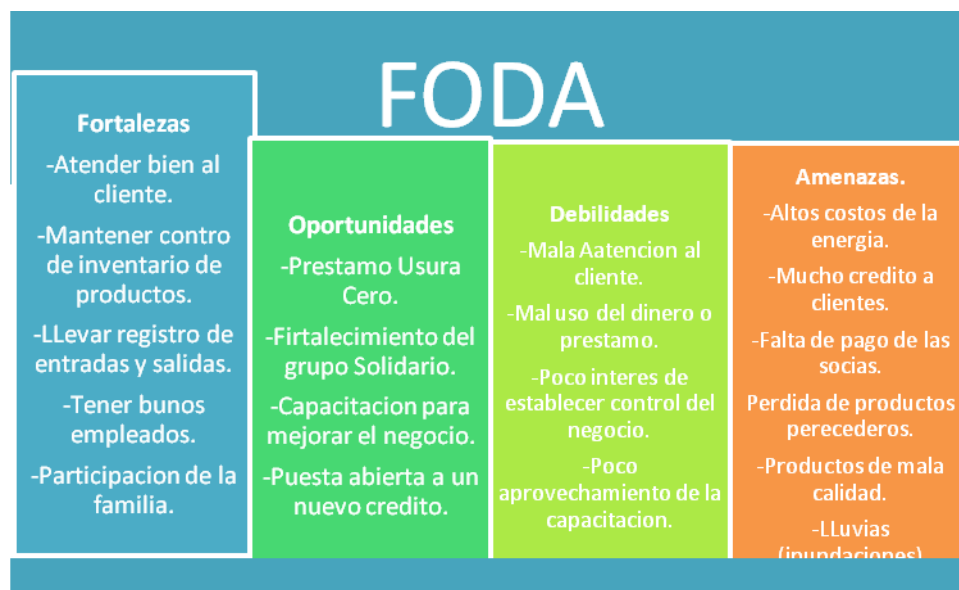 FODA
Fortalezas
-Atender bien al
cliente.
-Mantener contro
de inventario de
productos.
-LLevar registro de
entradas y salidas.
-Tener bunos
empleados.
-Participacion de la
familia.
Oportunidades
-Prestamo Usura
Cero.
-Firtalecimiento del
grupo Solidario.
-Capacitacion para
mejorar el negocio.
-Puesta abierta a un
nuevo credito.
Debilidades
-Mala Aatencion al
cliente.
-Mal uso del dinero o
prestamo.
-Poco interes de
establecer control del
negocio.
-Poco
aprovechamiento de la
capacitacion.
Amenazas.
-Altos costos de la
energia.
-Mucho credito a
clientes.
-Falta de pago de las
socias.
Perdida de productos
perecederos.
-Productos de mala
calidad.
-LLuvias
(inundaciones)